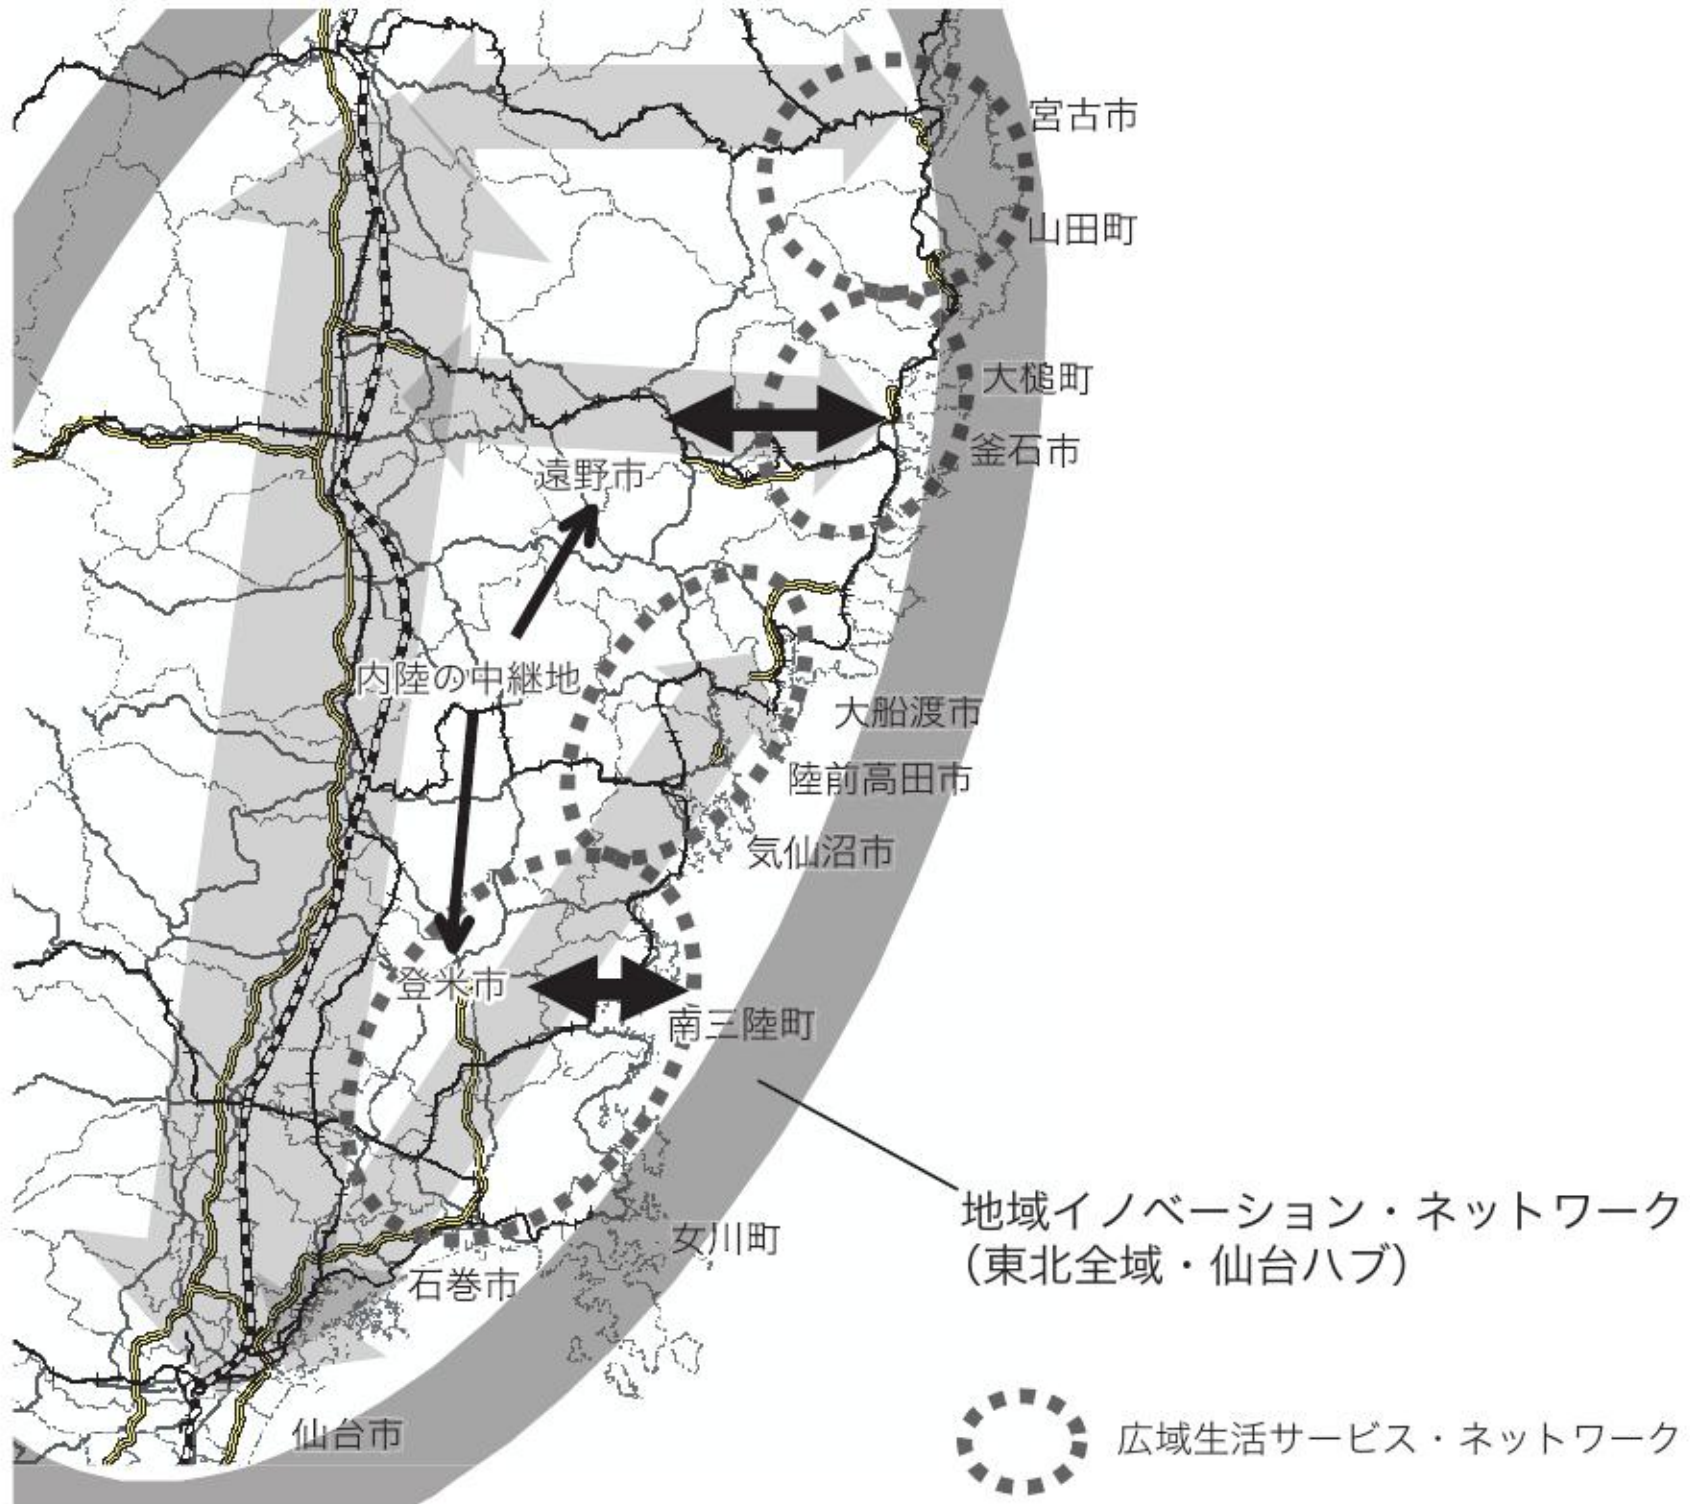 宮古市
山田町
大槌町
釜石市
遠野市
内陸の中継地
大船渡市
陸前高田市
気仙沼市
登米市
南三陸町
地域イノベーション・ネットワーク
（東北全域・仙台ハブ）
女川町
石巻市
仙台市
広域生活サービス・ネットワーク